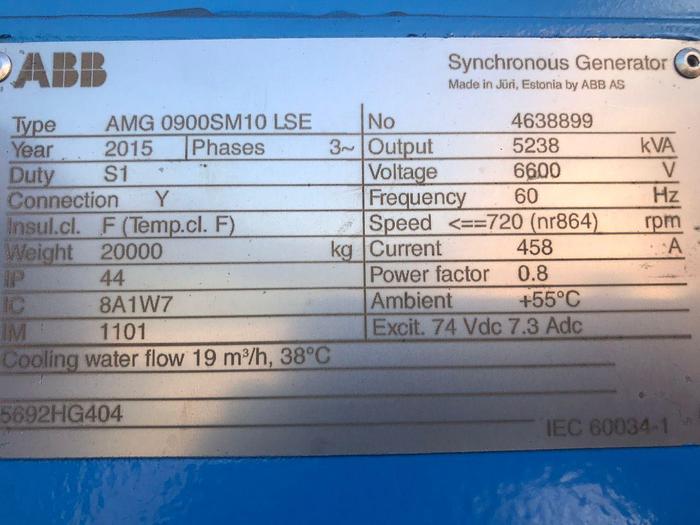 ABB
Synchronous Generator
Made in Jüri, Estonia by ABB AS
Type AMG 0900SM10 LSE No 4638899
Year 2015 Phases 3~ Output 5238 kVA
Duty S1 Voltage 6600 V
Connection Y Frequency 60 Hz
Insul.cl. F (Temp.cl. F) Speed <==720 (nr864) rpm
Weight 20000 kg Current 458 A
IP 44 Power factor 0.8
IC 8A1W7 Ambient +55°C
IM 1101 Excit. 74 Vdc 7.3 Adc
Cooling water flow 19 m³/h, 38°C
5692HG404
IEC 60034-1